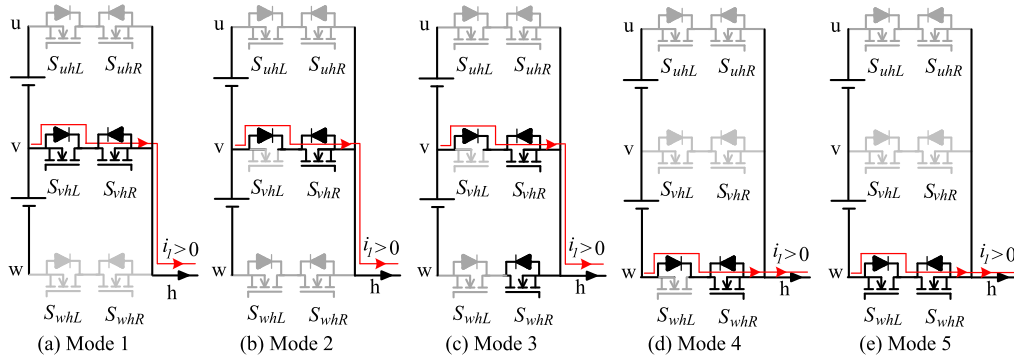 u
S_uhL S_uhR
v
S_vhL S_vhR
i_l>0
w
h
S_whL S_whR
(a) Mode 1
u
S_uhL S_uhR
v
S_vhL S_vhR
i_l>0
w
h
S_whL S_whR
(b) Mode 2
u
S_uhL S_uhR
v
S_vhL S_vhR
i_l>0
w
h
S_whL S_whR
(c) Mode 3
u
S_uhL S_uhR
v
S_vhL S_vhR
i_l>0
w
h
S_whL S_whR
(d) Mode 4
u
S_uhL S_uhR
v
S_vhL S_vhR
i_l>0
w
h
S_whL S_whR
(e) Mode 5